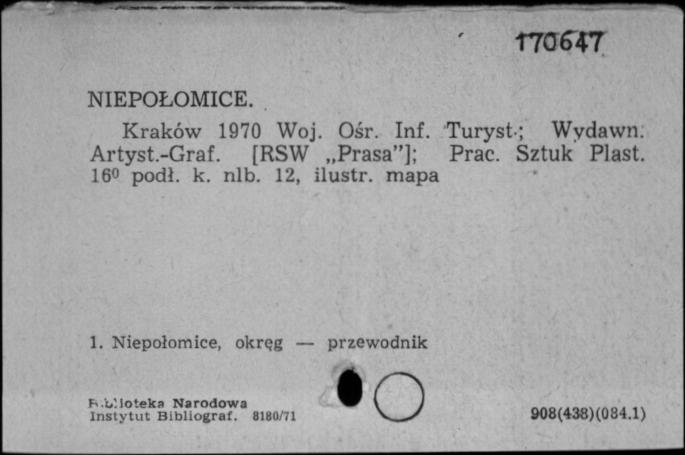 170647
NIEPOŁOMICE.
Kraków 1970 Woj. Ośr. Inf. Turyst.; Wydawn.
Artyst.-Graf. [RSW „Prasa”]; Prac. Sztuk Plast.
16⁰ podł. k. nlb. 12, ilustr. mapa
1. Niepołomice, okręg — przewodnik
Biblioteka Narodowa
Instytut Bibliograf. 8180/71
908(438)(084.1)